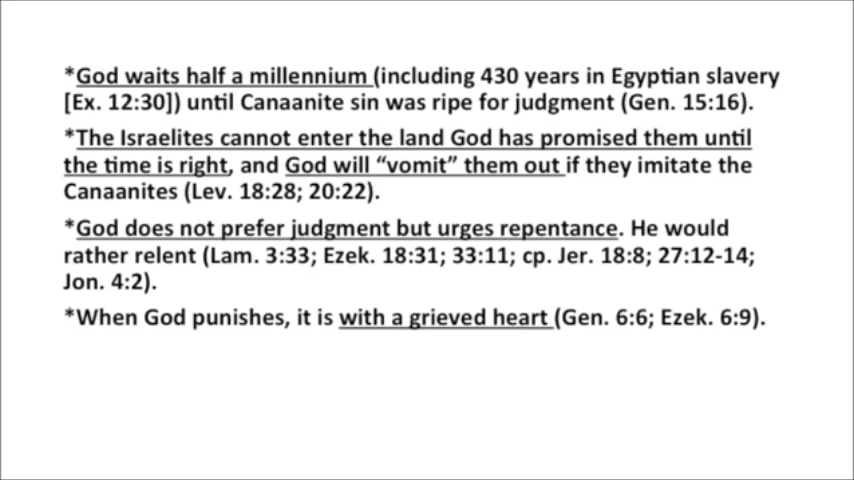 *God waits half a millennium (including 430 years in Egyptian slavery
[Ex. 12:30]) until Canaanite sin was ripe for judgment (Gen. 15:16).
*The Israelites cannot enter the land God has promised them until
the time is right, and God will “vomit” them out if they imitate the
Canaanites (Lev. 18:28; 20:22).
*God does not prefer judgment but urges repentance. He would
rather relent (Lam. 3:33; Ezek. 18:31; 33:11; cp. Jer. 18:8; 27:12-14;
Jon. 4:2).
*When God punishes, it is with a grieved heart (Gen. 6:6; Ezek. 6:9).